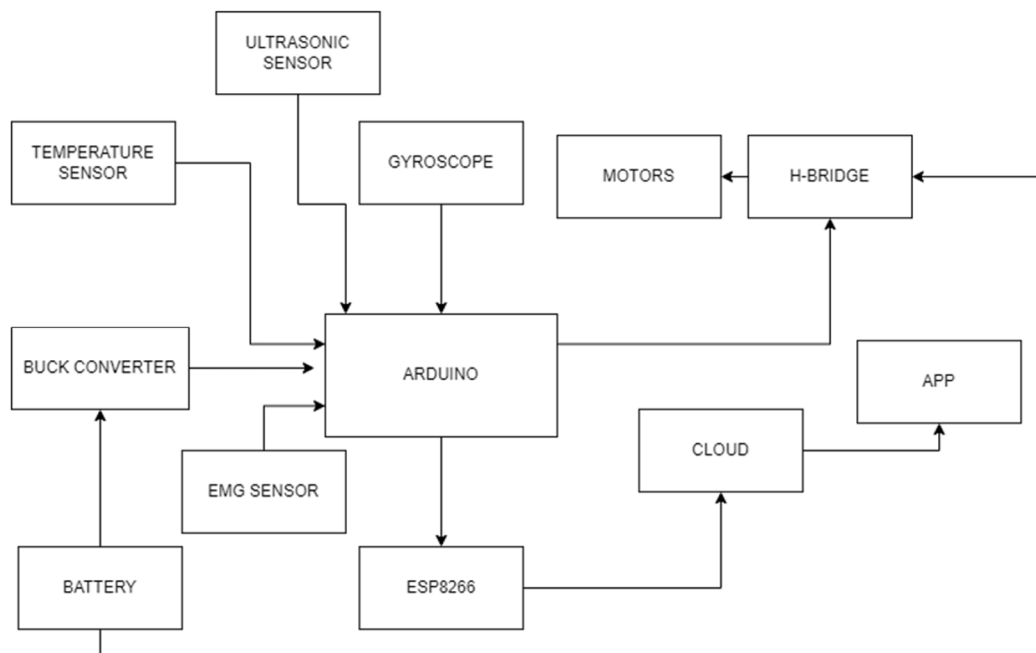 ULTRASONIC
SENSOR
TEMPERATURE
SENSOR
GYROSCOPE
MOTORS
H-BRIDGE
BUCK CONVERTER
ARDUINO
APP
CLOUD
EMG SENSOR
BATTERY
ESP8266